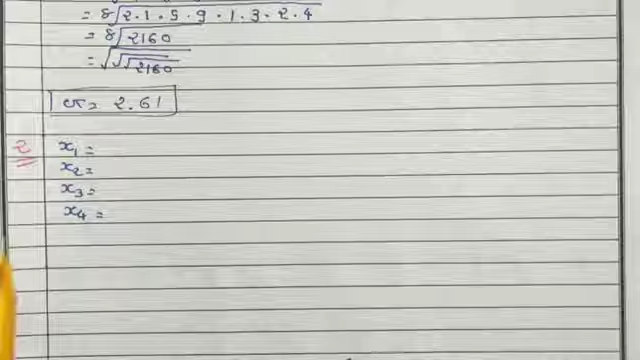 = 8√2·1·5·9·1·3·2·4
= 8√2160
= √√√2160
= 2.61
2 x₁ =
x₂ =
x₃ =
x₄ =